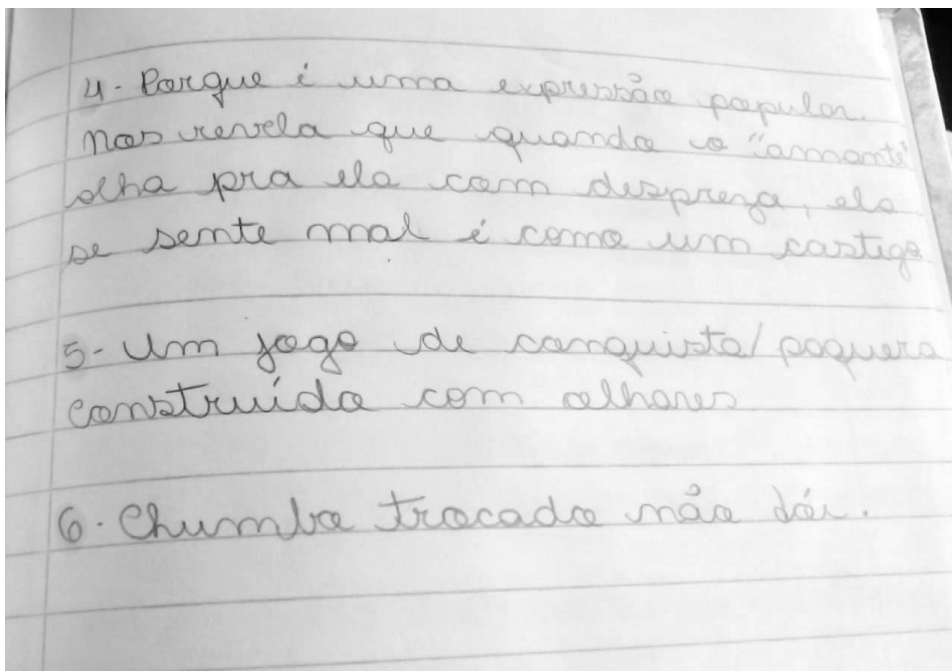 4- Porque é uma expressão popular.
Nos revela que quando o "amante"
olha pra ela com despreza, ela
se sente mal é como um castigo
5- Um jogo de conquista/paquera
construída com olhares
6. Chumbo trocado não dói.